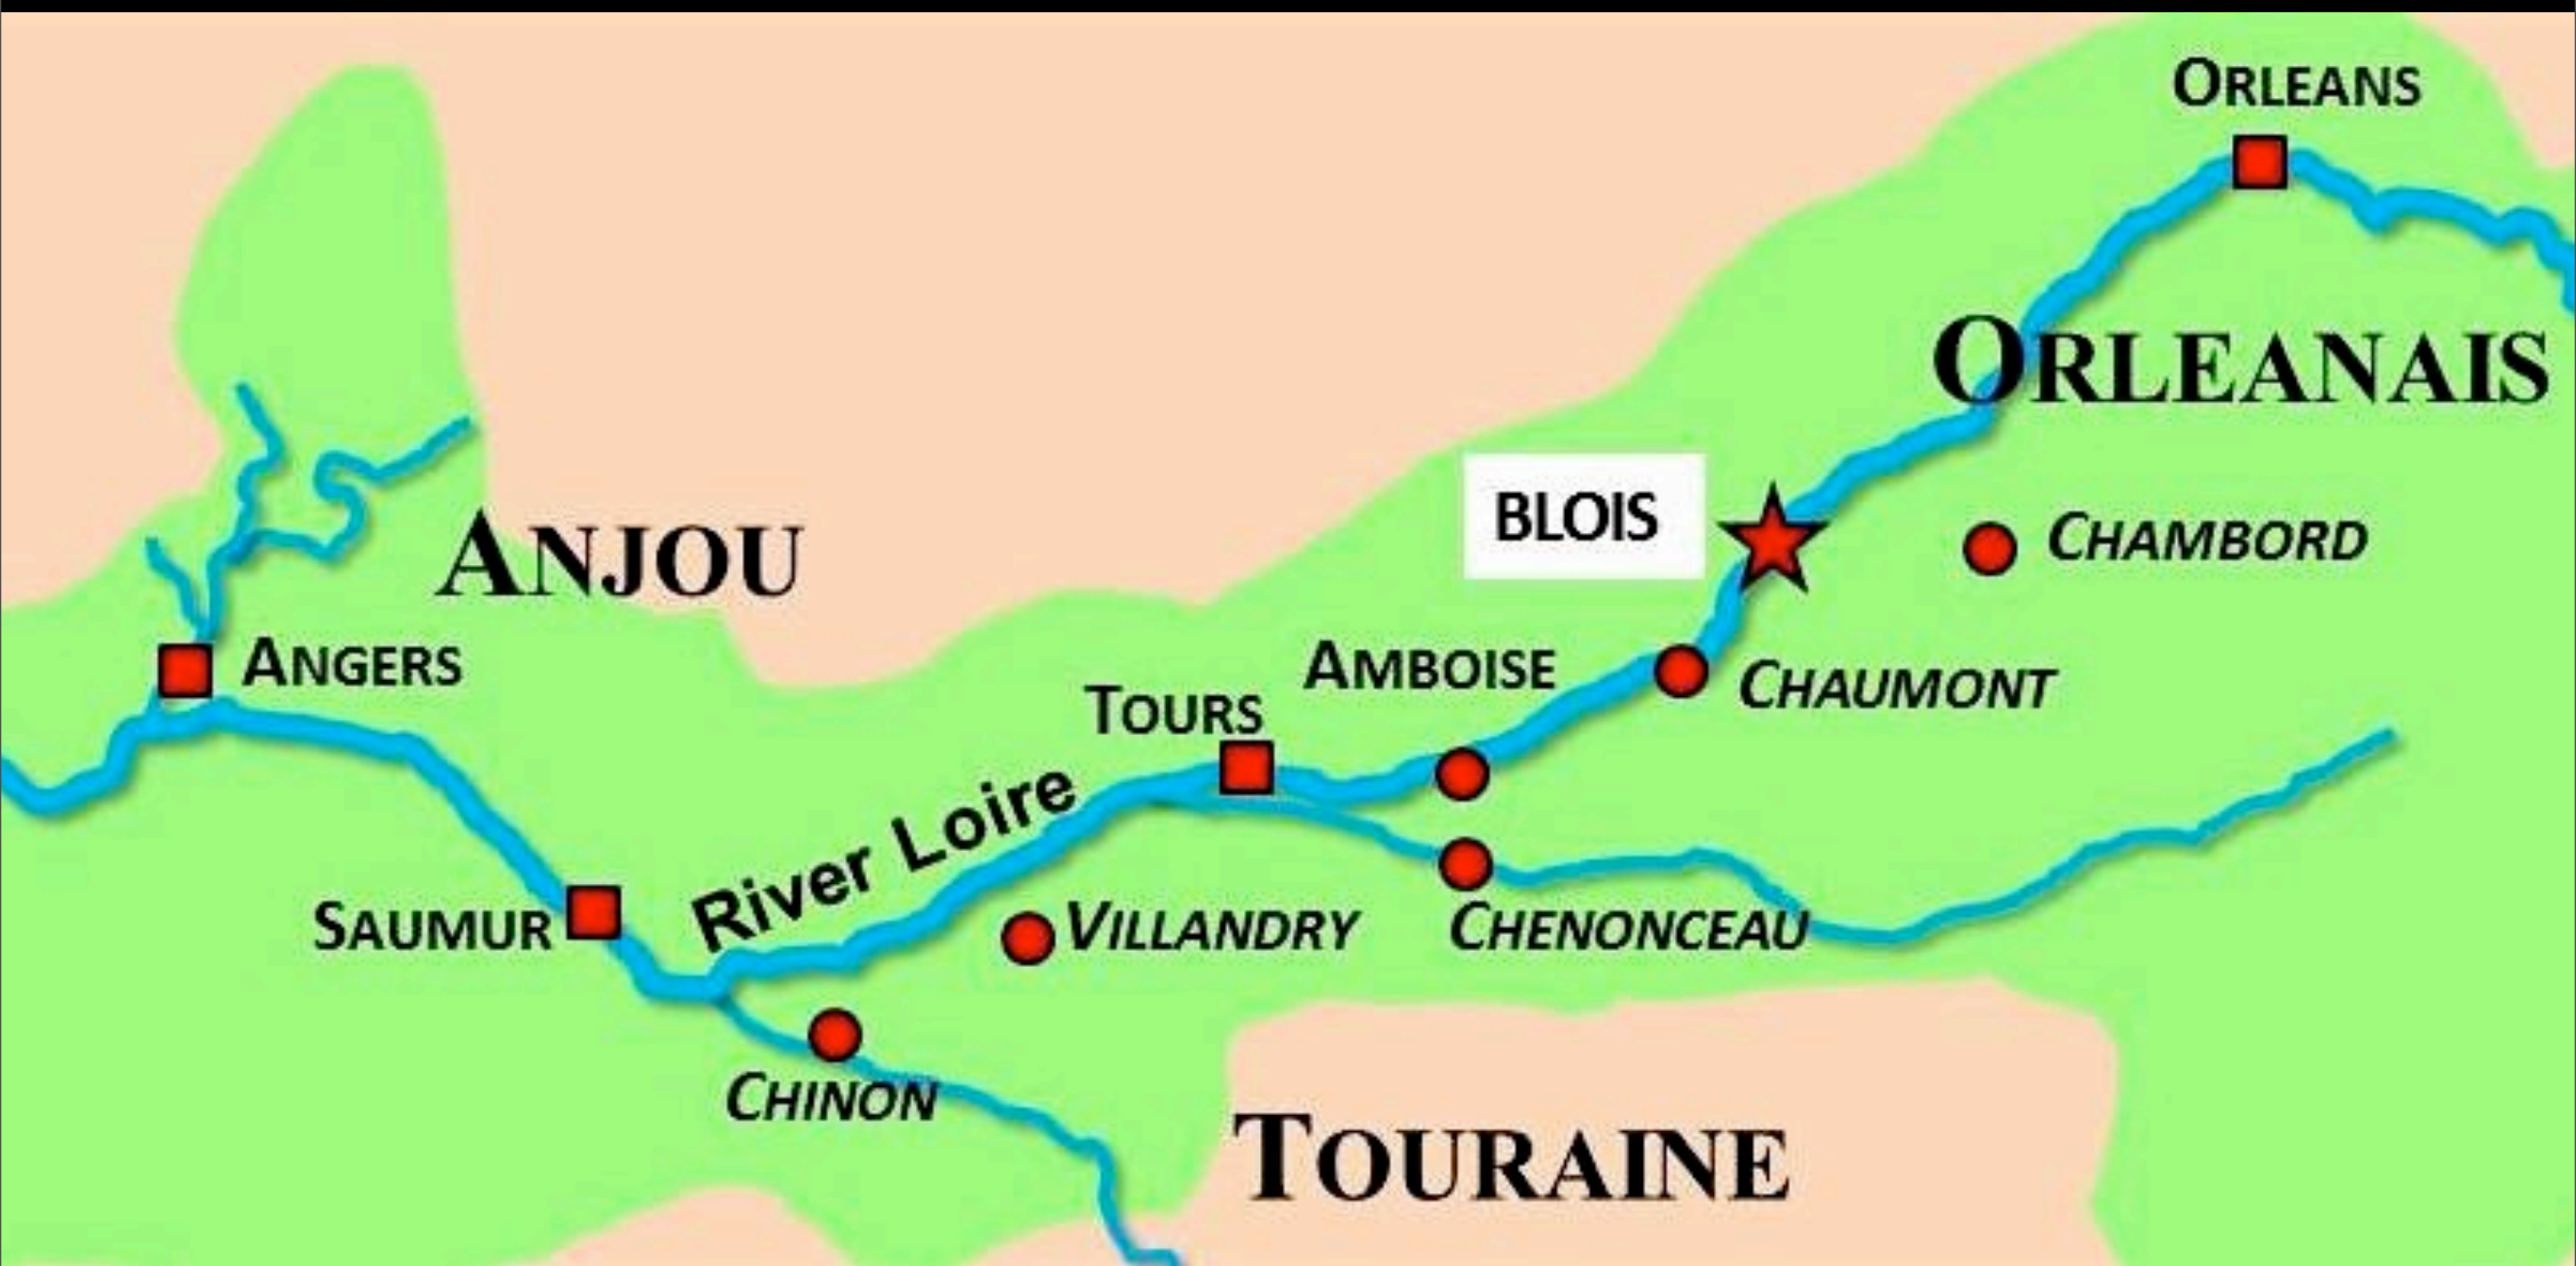 ORLEANS
ORLEANAIS
BLOIS
CHAMBORD
ANJOU
ANGERS
AMBOISE
CHAUMONT
TOURS
River Loire
SAUMUR
VILLANDRY
CHENONCEAU
CHINON
TOURAINE